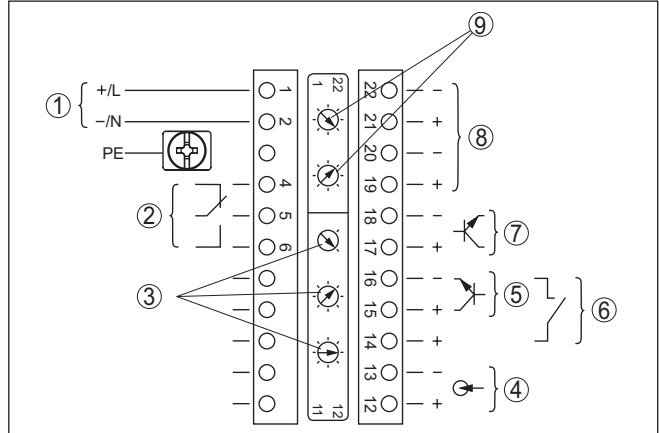 ⑨
1 22
① +/L 1 22 −
−/N 2 21 + ⑧
PE 20 −
4 19 +
② 5 18 − ⑦
6 17 +
16 − ⑤ ⑥
③ 15 +
14 +
13 − ④
11 12 12 +